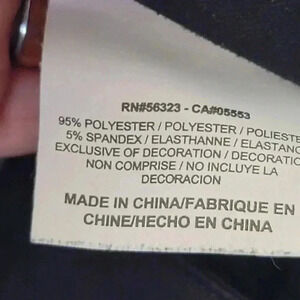 RN#56323 - CA#05553
95% POLYESTER / POLYESTER / POLIESTE
5% SPANDEX / ELASTHANNE / ELASTANO
EXCLUSIVE OF DECORATION / DECORATIO
NON COMPRISE / NO INCLUYE LA
DECORACION
MADE IN CHINA/FABRIQUE EN
CHINE/HECHO EN CHINA